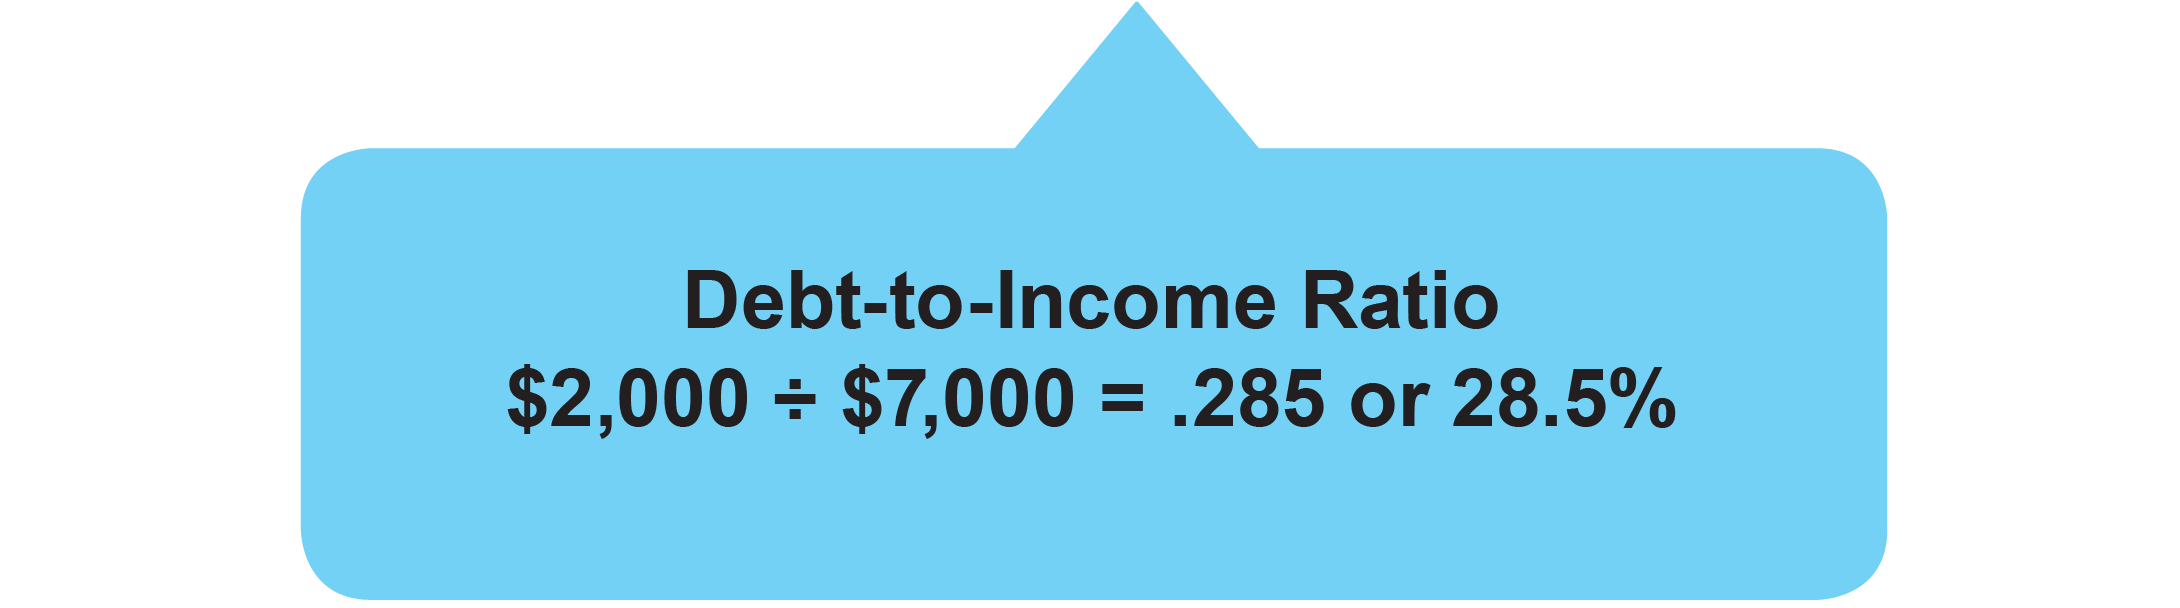 Debt-to-Income Ratio
$2,000 ÷ $7,000 = .285 or 28.5%